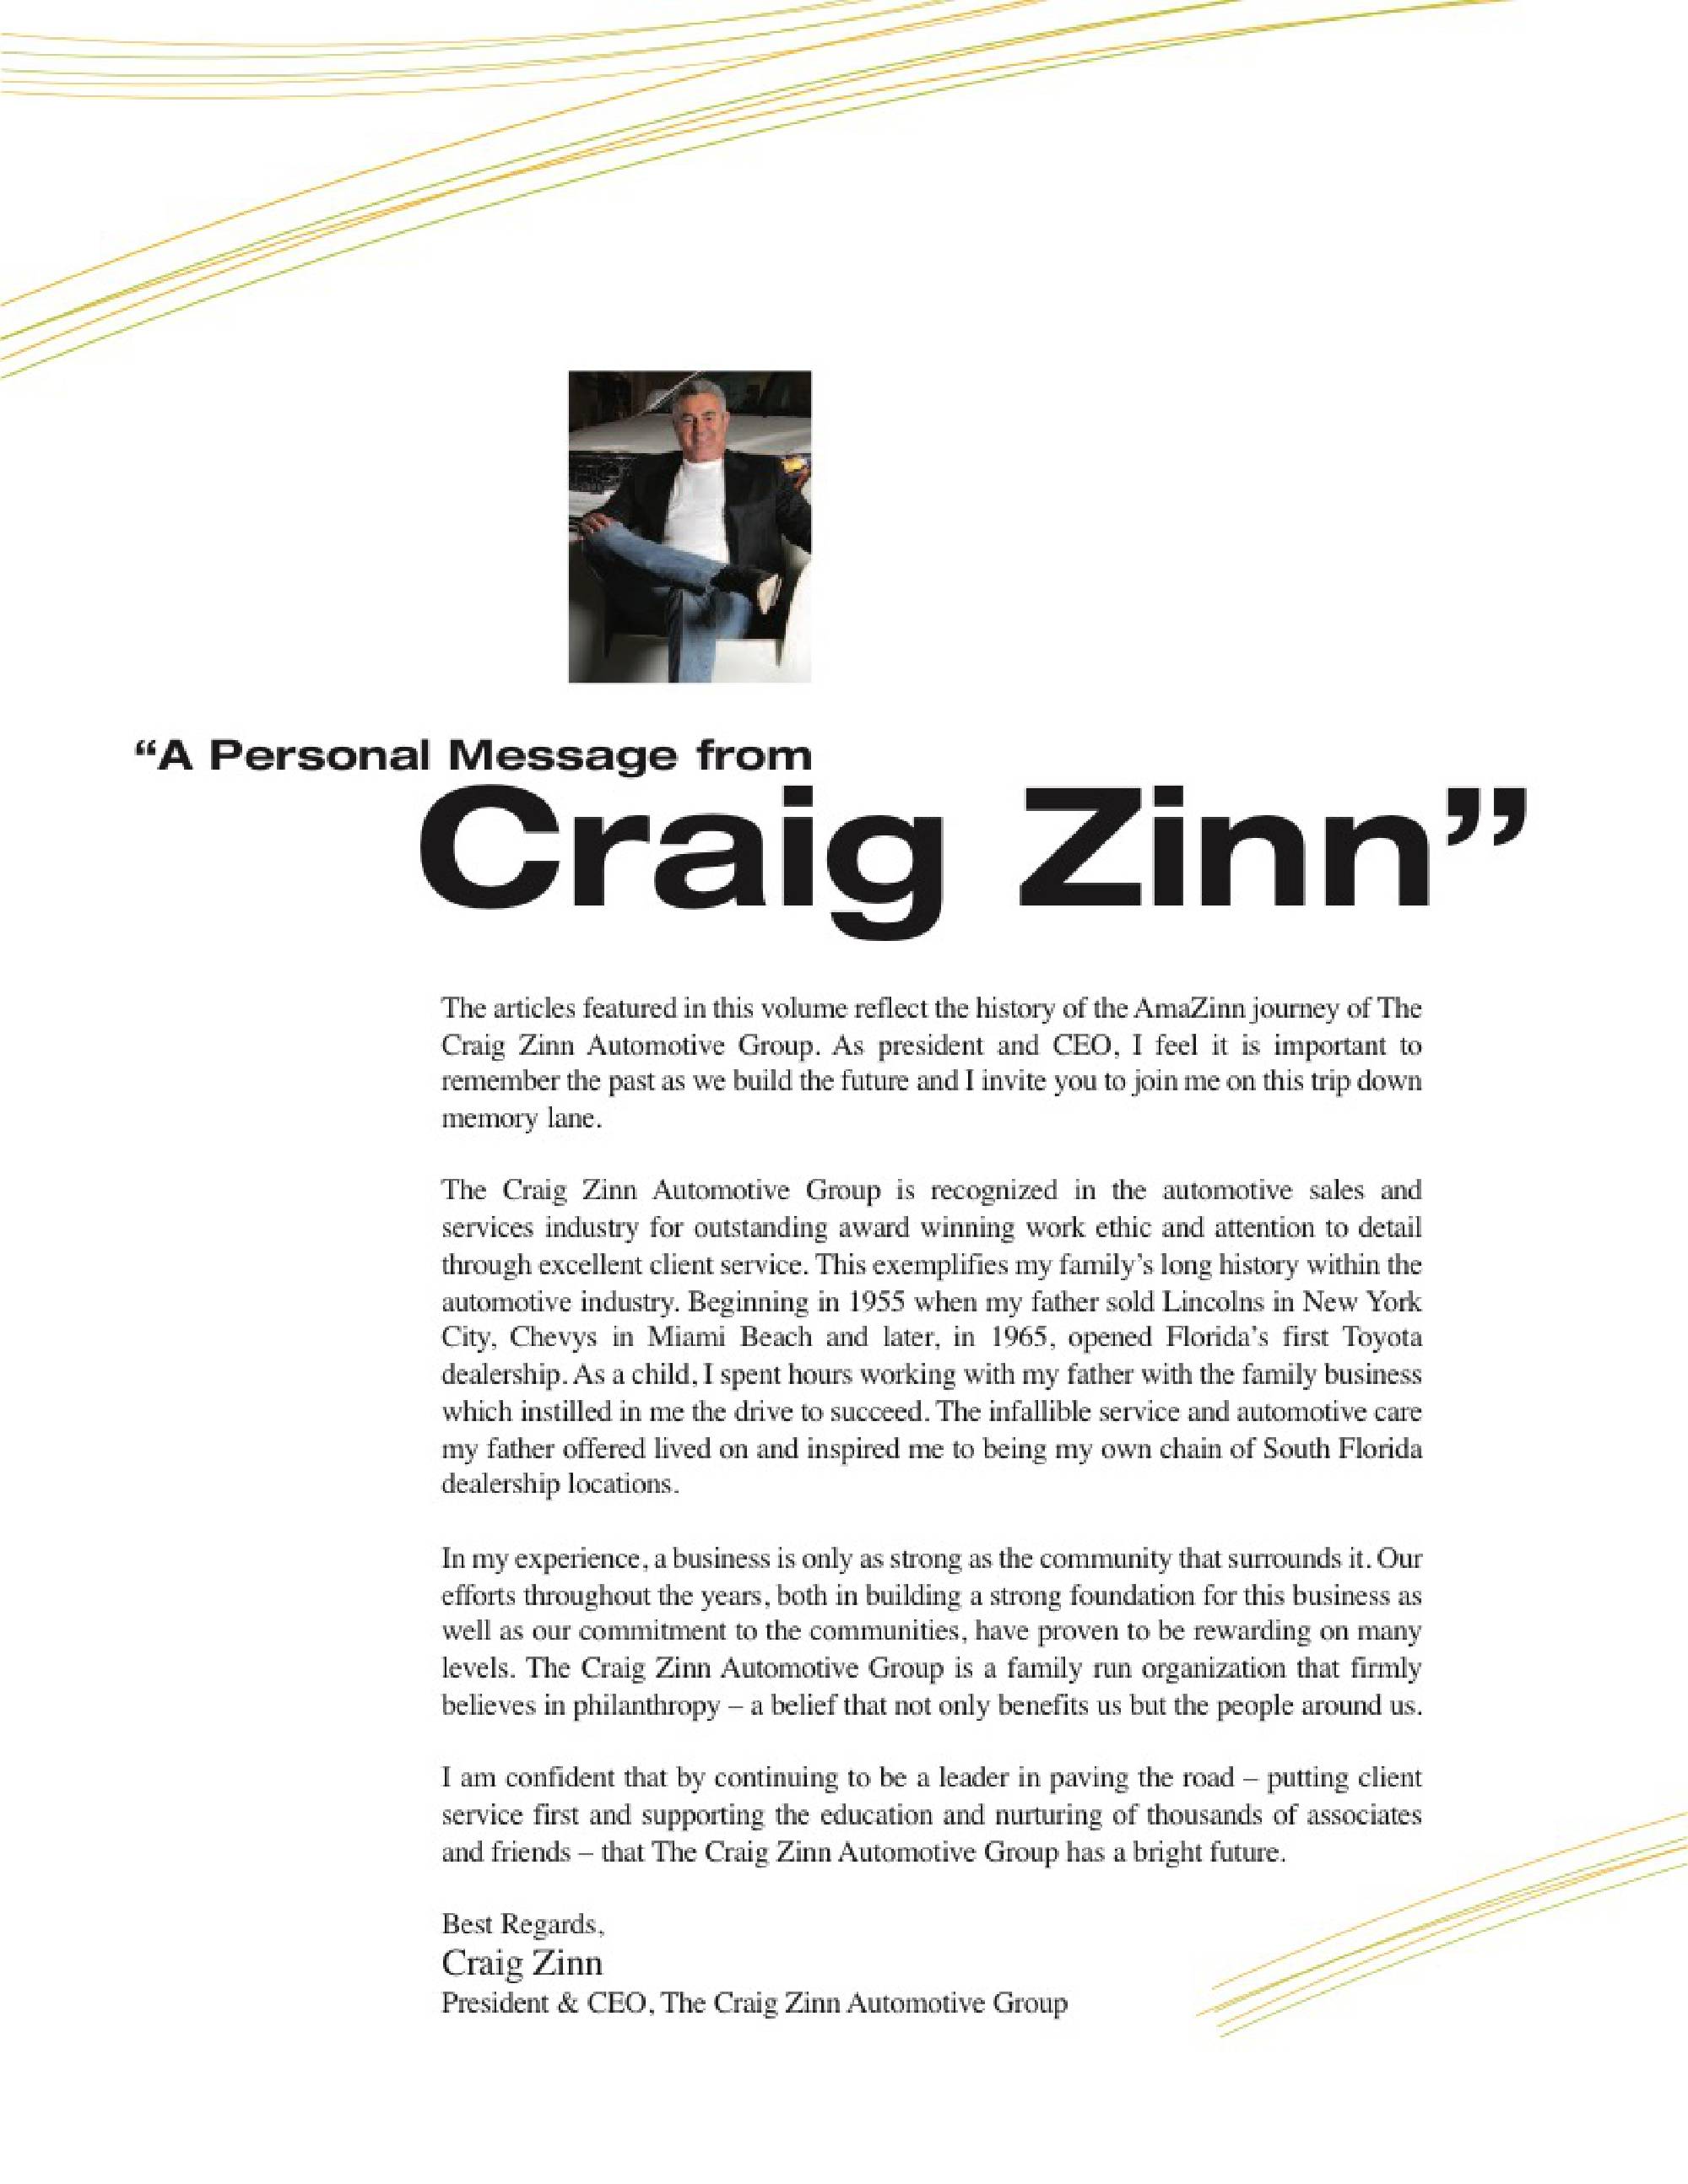 “A Personal Message from
Craig Zinn”
The articles featured in this volume reflect the history of the AmaZinn journey of The
Craig Zinn Automotive Group. As president and CEO, I feel it is important to
remember the past as we build the future and I invite you to join me on this trip down
memory lane.
The Craig Zinn Automotive Group is recognized in the automotive sales and
services industry for outstanding award winning work ethic and attention to detail
through excellent client service. This exemplifies my family’s long history within the
automotive industry. Beginning in 1955 when my father sold Lincolns in New York
City, Chevys in Miami Beach and later, in 1965, opened Florida’s first Toyota
dealership. As a child, I spent hours working with my father with the family business
which instilled in me the drive to succeed. The infallible service and automotive care
my father offered lived on and inspired me to being my own chain of South Florida
dealership locations.
In my experience, a business is only as strong as the community that surrounds it. Our
efforts throughout the years, both in building a strong foundation for this business as
well as our commitment to the communities, have proven to be rewarding on many
levels. The Craig Zinn Automotive Group is a family run organization that firmly
believes in philanthropy – a belief that not only benefits us but the people around us.
I am confident that by continuing to be a leader in paving the road – putting client
service first and supporting the education and nurturing of thousands of associates
and friends – that The Craig Zinn Automotive Group has a bright future.
Best Regards,
Craig Zinn
President & CEO, The Craig Zinn Automotive Group